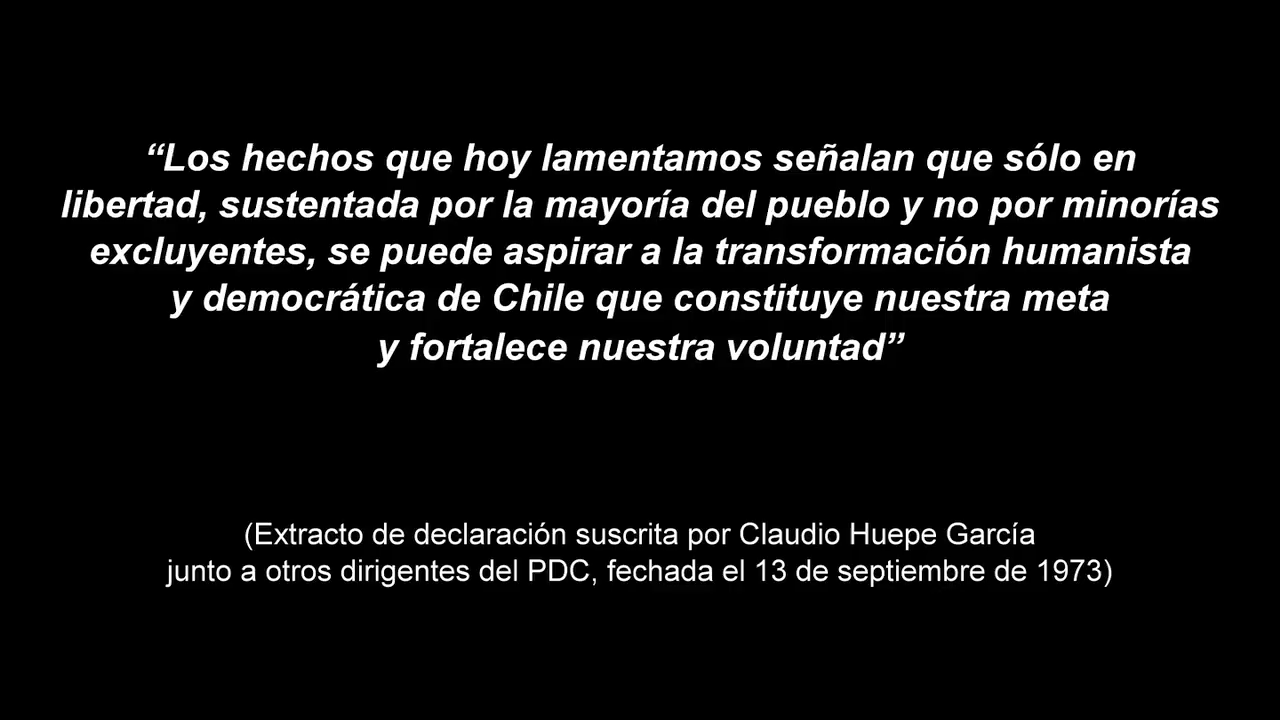 “Los hechos que hoy lamentamos señalan que sólo en
libertad, sustentada por la mayoría del pueblo y no por minorías
excluyentes, se puede aspirar a la transformación humanista
y democrática de Chile que constituye nuestra meta
y fortalece nuestra voluntad”
(Extracto de declaración suscrita por Claudio Huepe García
junto a otros dirigentes del PDC, fechada el 13 de septiembre de 1973)